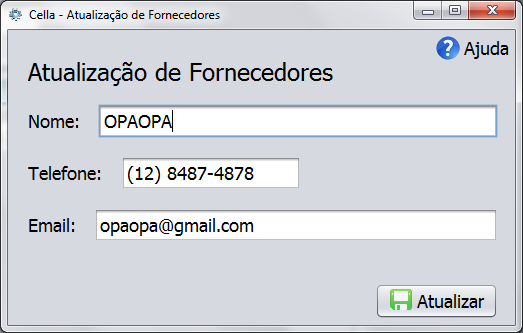 Cella - Atualização de Fornecedores
Ajuda
Atualização de Fornecedores
Nome: OPAOPA
Telefone: (12) 8487-4878
Email: opaopa@gmail.com
Atualizar